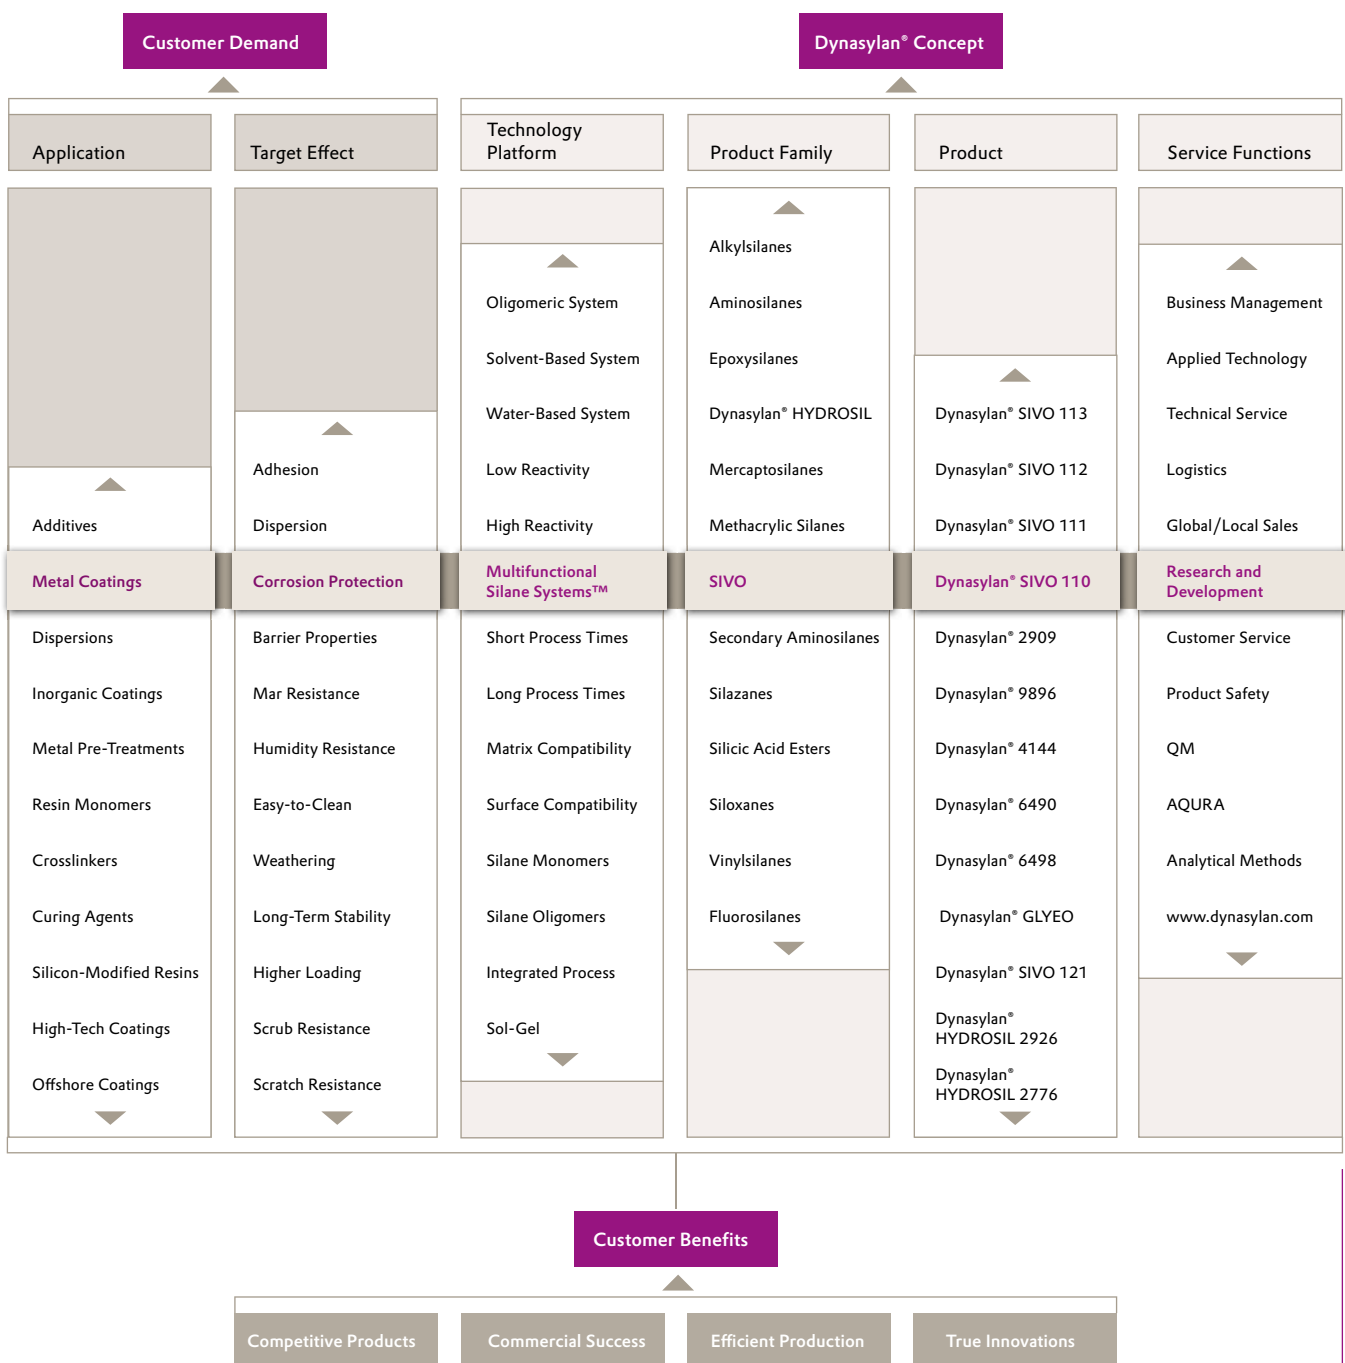 Customer Demand
Dynasylan® Concept
Application
Target Effect
Technology
Platform
Product Family
Product
Service Functions
Additives
Metal Coatings
Dispersions
Inorganic Coatings
Metal Pre-Treatments
Resin Monomers
Crosslinkers
Curing Agents
Silicon-Modified Resins
High-Tech Coatings
Offshore Coatings
Adhesion
Dispersion
Corrosion Protection
Barrier Properties
Mar Resistance
Humidity Resistance
Easy-to-Clean
Weathering
Long-Term Stability
Higher Loading
Scrub Resistance
Scratch Resistance
Oligomeric System
Solvent-Based System
Water-Based System
Low Reactivity
High Reactivity
Multifunctional
Silane Systems™
Short Process Times
Long Process Times
Matrix Compatibility
Surface Compatibility
Silane Monomers
Silane Oligomers
Integrated Process
Sol-Gel
Alkylsilanes
Aminosilanes
Epoxysilanes
Dynasylan® HYDROSIL
Mercaptosilanes
Methacrylic Silanes
SIVO
Secondary Aminosilanes
Silazanes
Silicic Acid Esters
Siloxanes
Vinylsilanes
Fluorosilanes
Dynasylan® SIVO 113
Dynasylan® SIVO 112
Dynasylan® SIVO 111
Dynasylan® SIVO 110
Dynasylan® 2909
Dynasylan® 9896
Dynasylan® 4144
Dynasylan® 6490
Dynasylan® 6498
Dynasylan® GLYEO
Dynasylan® SIVO 121
Dynasylan®
HYDROSIL 2926
Dynasylan®
HYDROSIL 2776
Business Management
Applied Technology
Technical Service
Logistics
Global/Local Sales
Research and
Development
Customer Service
Product Safety
QM
AQURA
Analytical Methods
www.dynasylan.com
Customer Benefits
Competitive Products
Commercial Success
Efficient Production
True Innovations